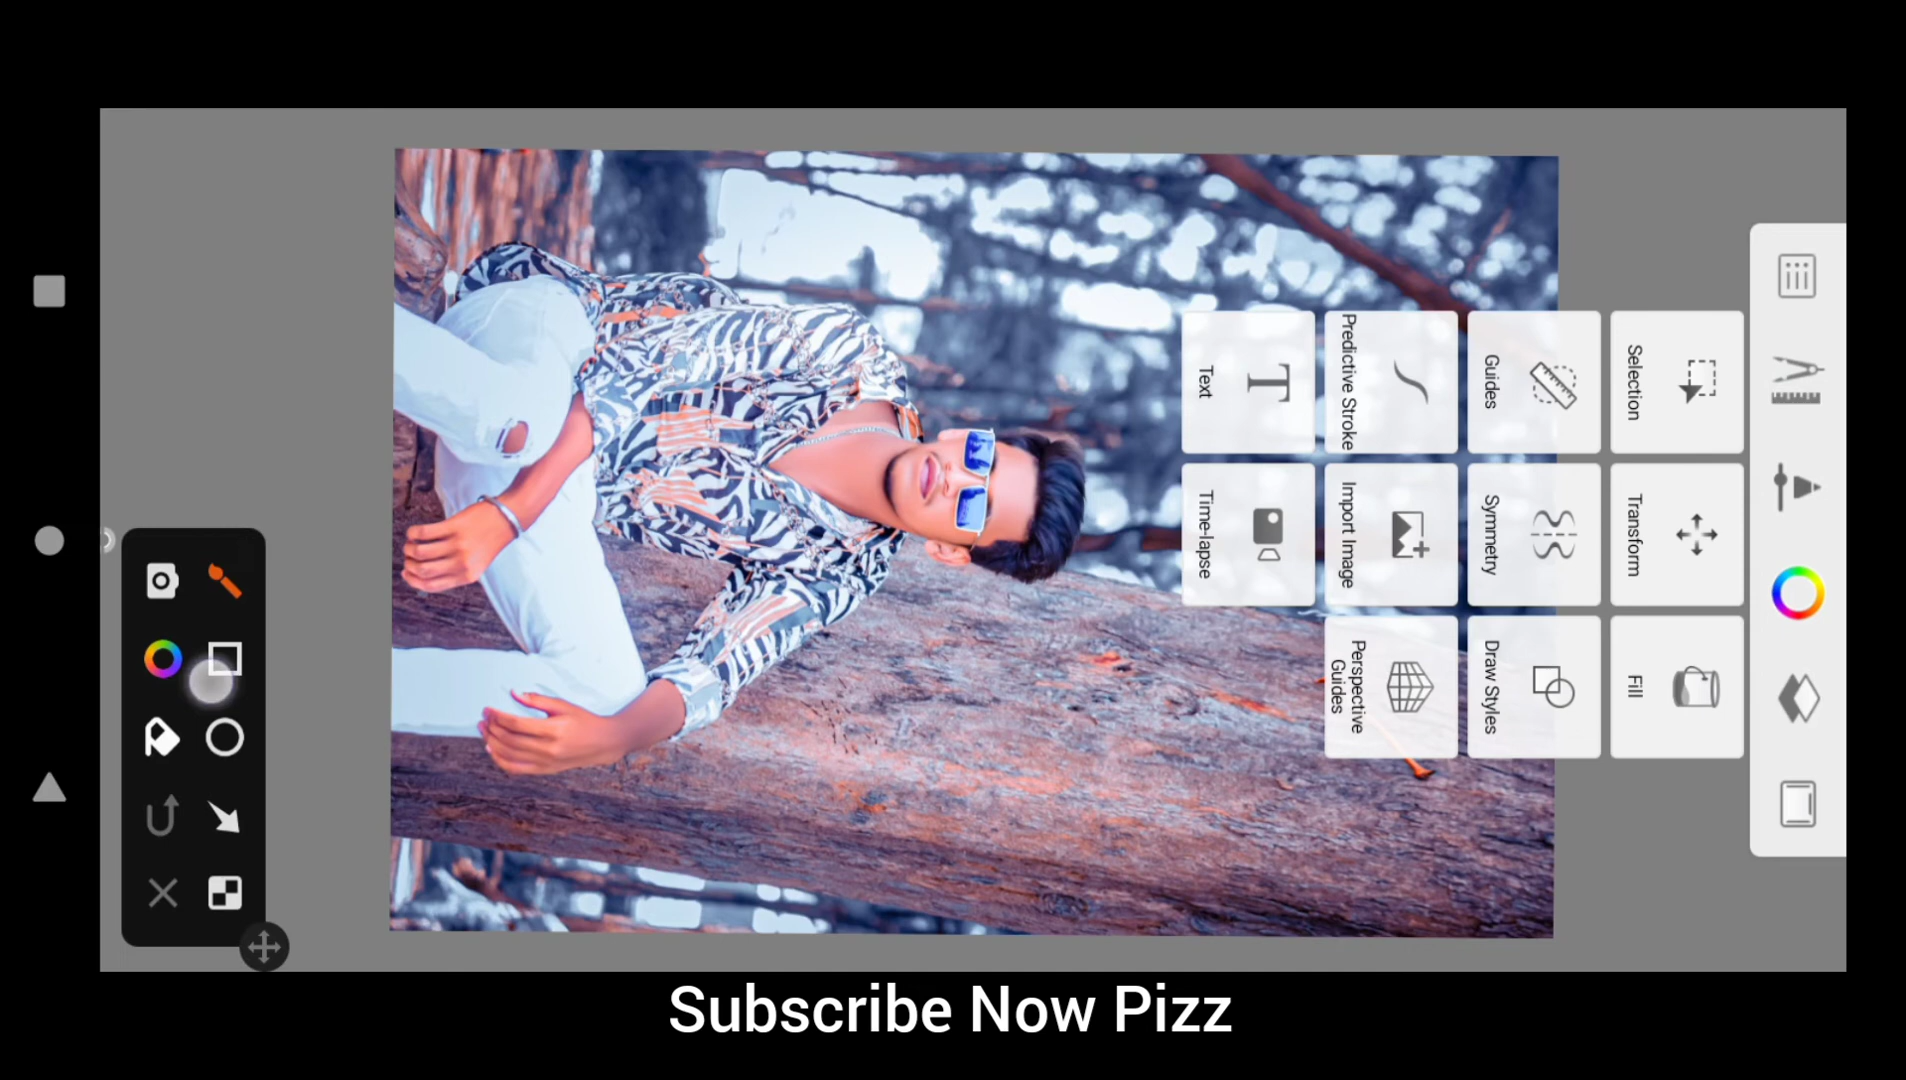 Selection
Transform
Fill
Guides
Symmetry
Draw Styles
Predictive Stroke
Import Image
Perspective
Guides
Text
Time-lapse
Subscribe Now Pizz